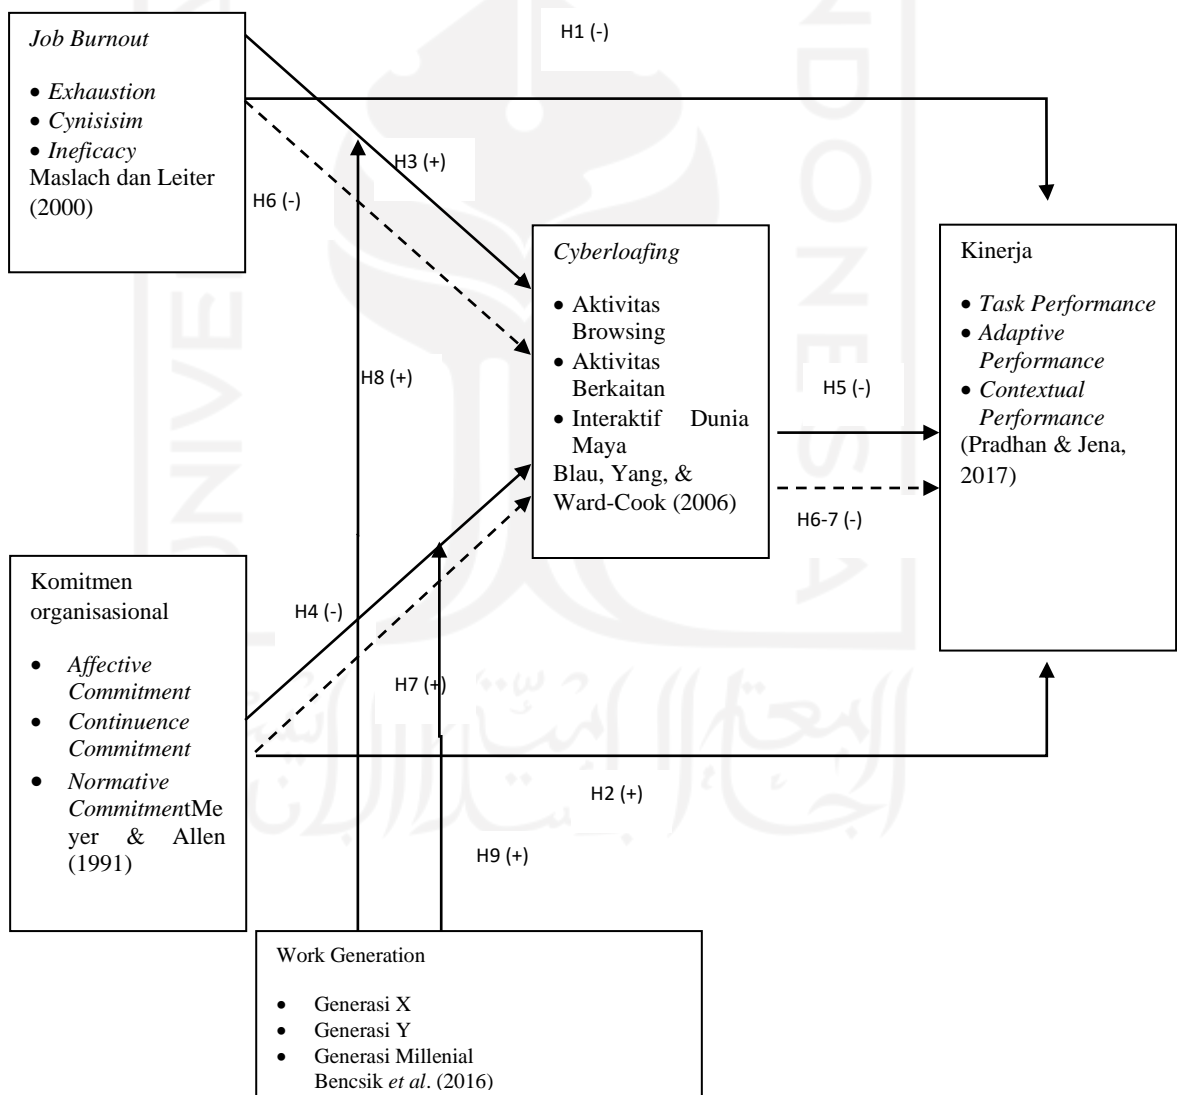 H1 (-)
Job Burnout
• Exhaustion
• Cynisisim
• Ineficacy
Maslach dan Leiter
(2000)
H3 (+)
H6 (-)
Cyberloafing
• Aktivitas
Browsing
• Aktivitas
Berkaitan
• Interaktif Dunia
Maya
Blau, Yang, &
Ward-Cook (2006)
Kinerja
• Task Performance
• Adaptive
Performance
• Contextual
Performance
(Pradhan & Jena,
2017)
H8 (+)
H5 (-)
H6-7 (-)
Komitmen
organisasional
• Affective
Commitment
• Continuence
Commitment
• Normative
CommitmentMe
yer & Allen
(1991)
H4 (-)
H7 (+)
H2 (+)
H9 (+)
Work Generation
• Generasi X
• Generasi Y
• Generasi Millenial
Bencsik et al. (2016)